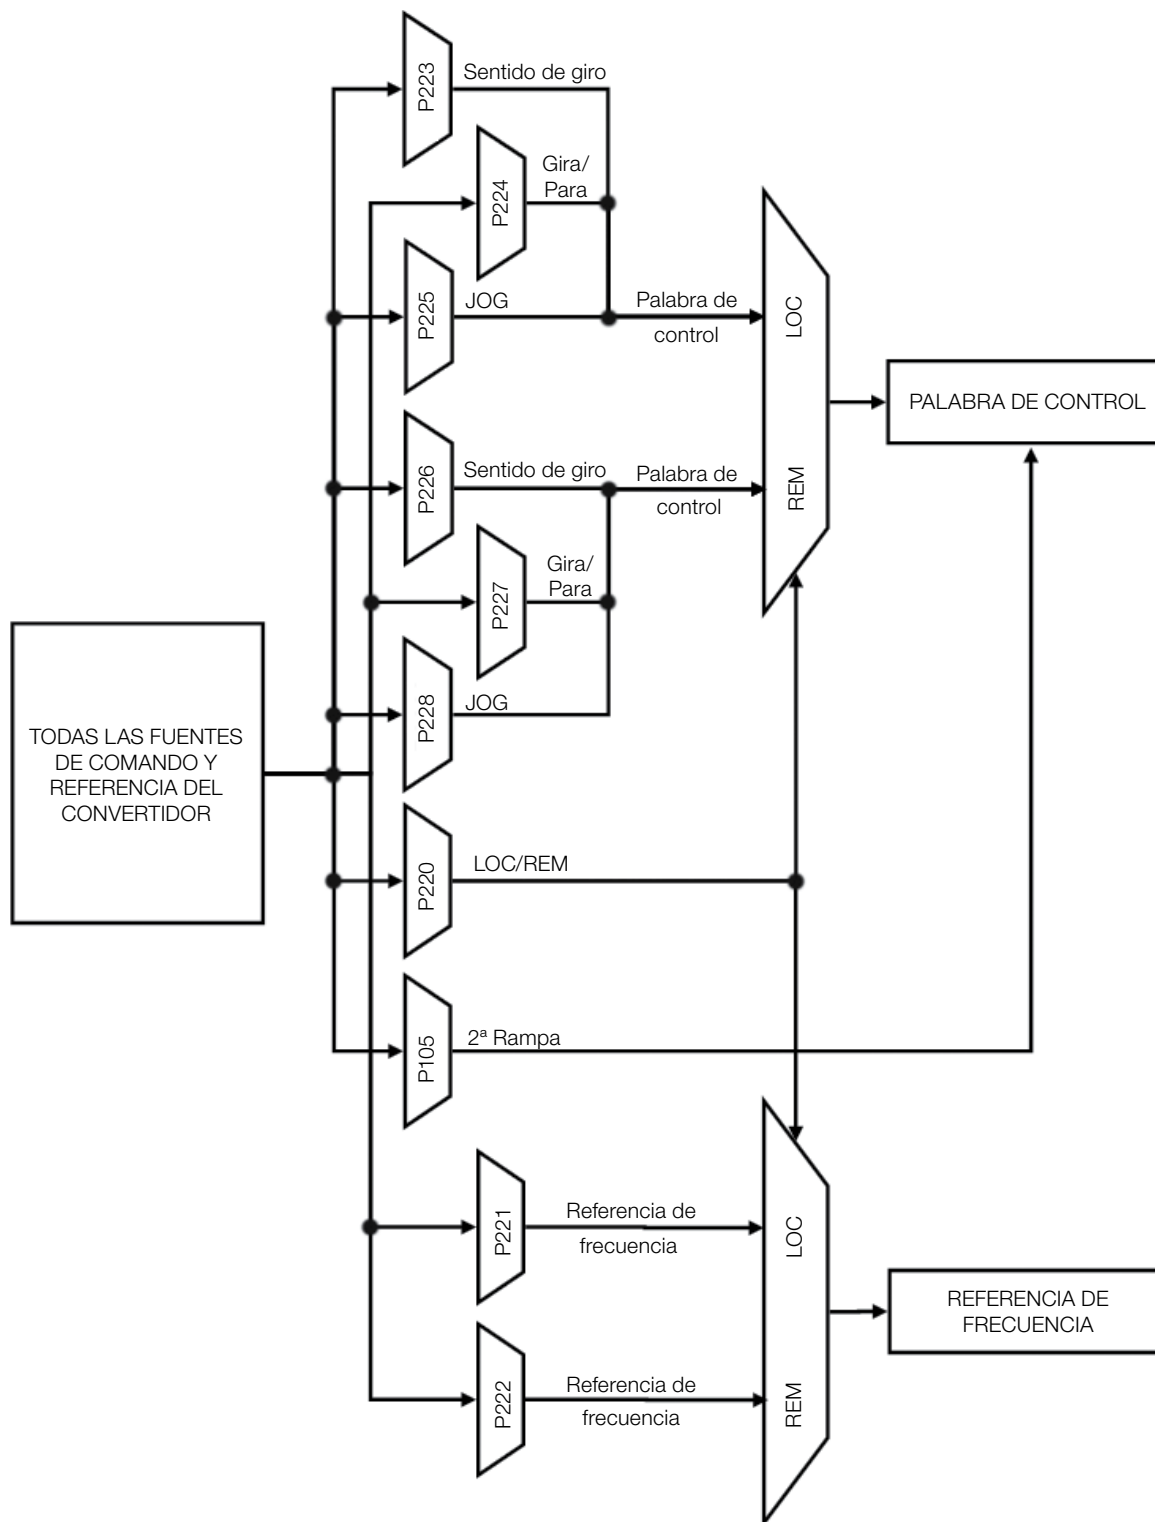 P223
Sentido de giro
P224
Gira/
Para
P225
JOG
Palabra de
control
LOC
PALABRA DE CONTROL
P226
Sentido de giro
Palabra de
control
REM
P227
Gira/
Para
P228
JOG
TODAS LAS FUENTES
DE COMANDO Y
REFERENCIA DEL
CONVERTIDOR
P220
LOC/REM
P105
2ª Rampa
P221
Referencia de
frecuencia
LOC
REFERENCIA DE
FRECUENCIA
P222
Referencia de
frecuencia
REM